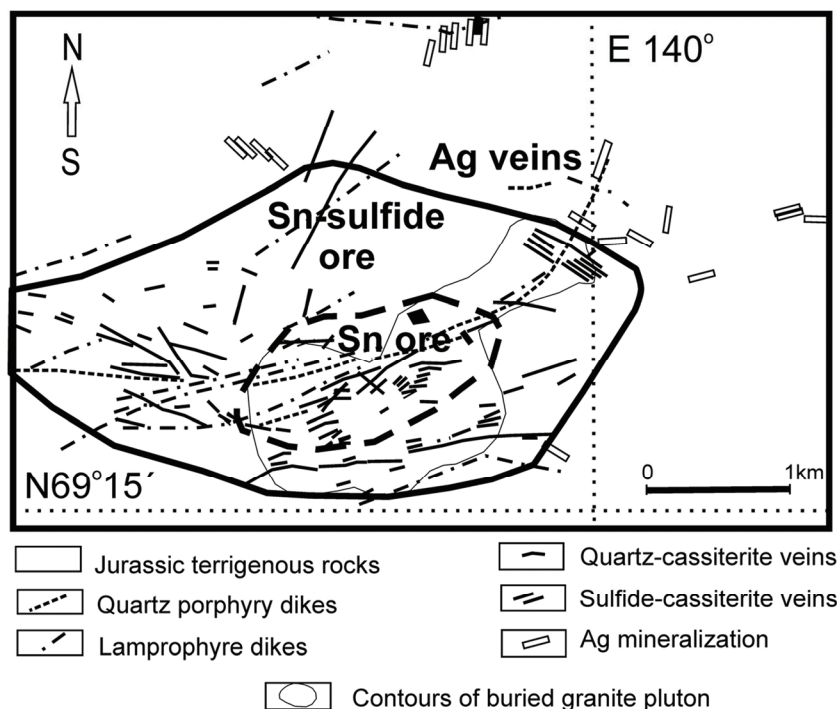 N
S
E 140°
Ag veins
Sn-sulfide
ore
Sn ore
N69°15´
0 1km
Jurassic terrigenous rocks
Quartz porphyry dikes
Lamprophyre dikes
Quartz-cassiterite veins
Sulfide-cassiterite veins
Ag mineralization
Contours of buried granite pluton